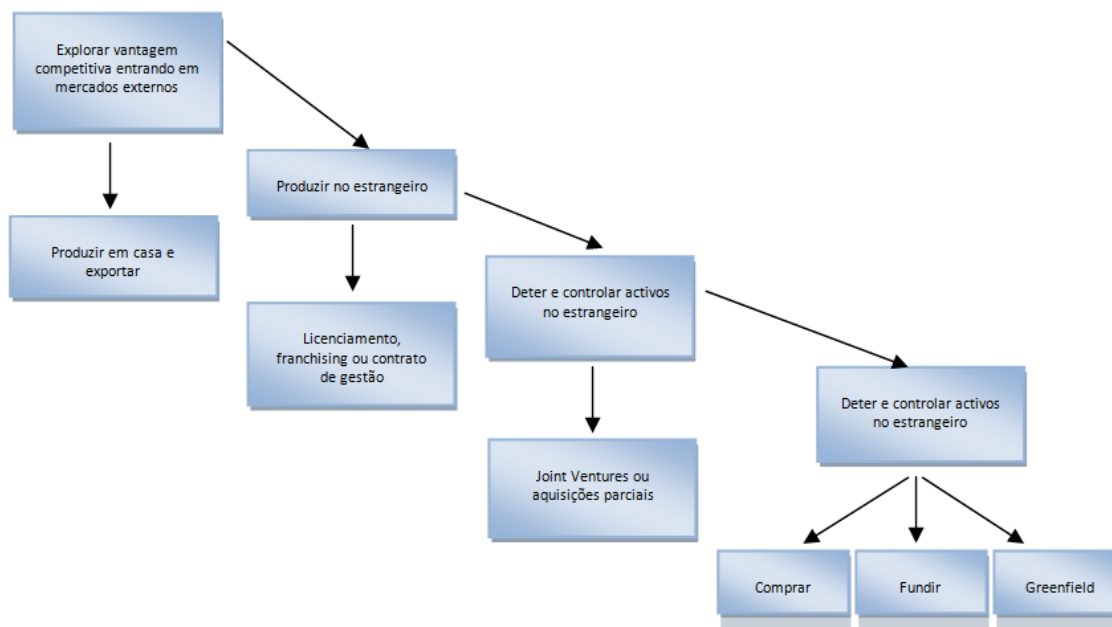 Explorar vantagem
competitiva entrando em
mercados externos
Produzir no estrangeiro
Produzir em casa e
exportar
Deter e controlar activos
no estrangeiro
Licenciamento,
franchising ou contrato
de gestão
Deter e controlar activos
no estrangeiro
Joint Ventures ou
aquisições parciais
Comprar
Fundir
Greenfield